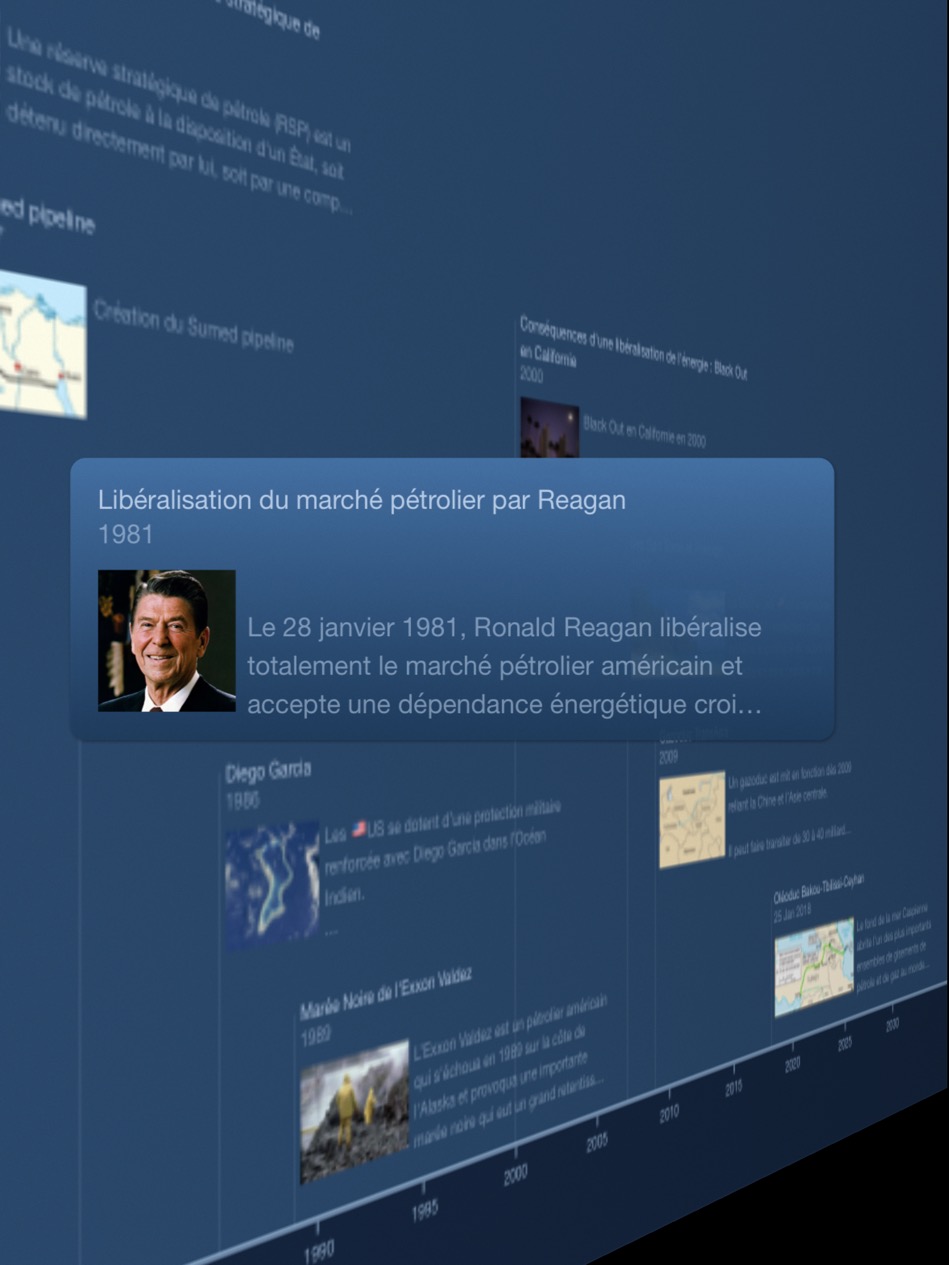 stratégique de
Une réserve stratégique de pétrole (RSP) est un
stock de pétrole à la disposition d'un État, soit
détenu directement par lui, soit par une comp...
ed pipeline
Création du Sumed pipeline
Conséquences d'une libéralisation de l'énergie : Black Out
en Californie
2000
Black Out en Californie en 2000
Libéralisation du marché pétrolier par Reagan
1981
Le 28 janvier 1981, Ronald Reagan libéralise
totalement le marché pétrolier américain et
accepte une dépendance énergétique croi...
Diego Garcia
1986
Les 🇺🇸US se dotent d'une protection militaire
renforcée avec Diego Garcia dans l'Océan
Indien.
...
2009
Un gazoduc est mit en fonction dès 2009
reliant la Chine et l'Asie centrale.
Il peut faire transiter de 30 à 40 milliard...
Oléoduc Bakou-Tbilissi-Ceyhan
25 Jan 2018
Le fond de la mer Caspienne
abrite l'un des plus importants
ensembles de gisements de
pétrole et de gaz au monde...
Marée Noire de l'Exxon Valdez
1989
L'Exxon Valdez est un pétrolier américain
qui s'échoua en 1989 sur la côte de
l'Alaska et provoqua une importante
marée noire qui eut un grand retentiss...
1990
1995
2000
2005
2010
2015
2020
2025
2030